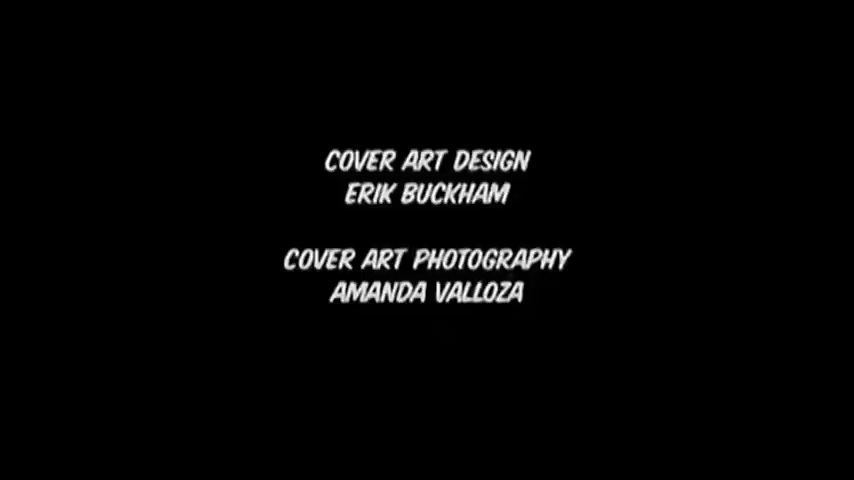 COVER ART DESIGN
ERIK BUCKHAM
COVER ART PHOTOGRAPHY
AMANDA VALLOZA